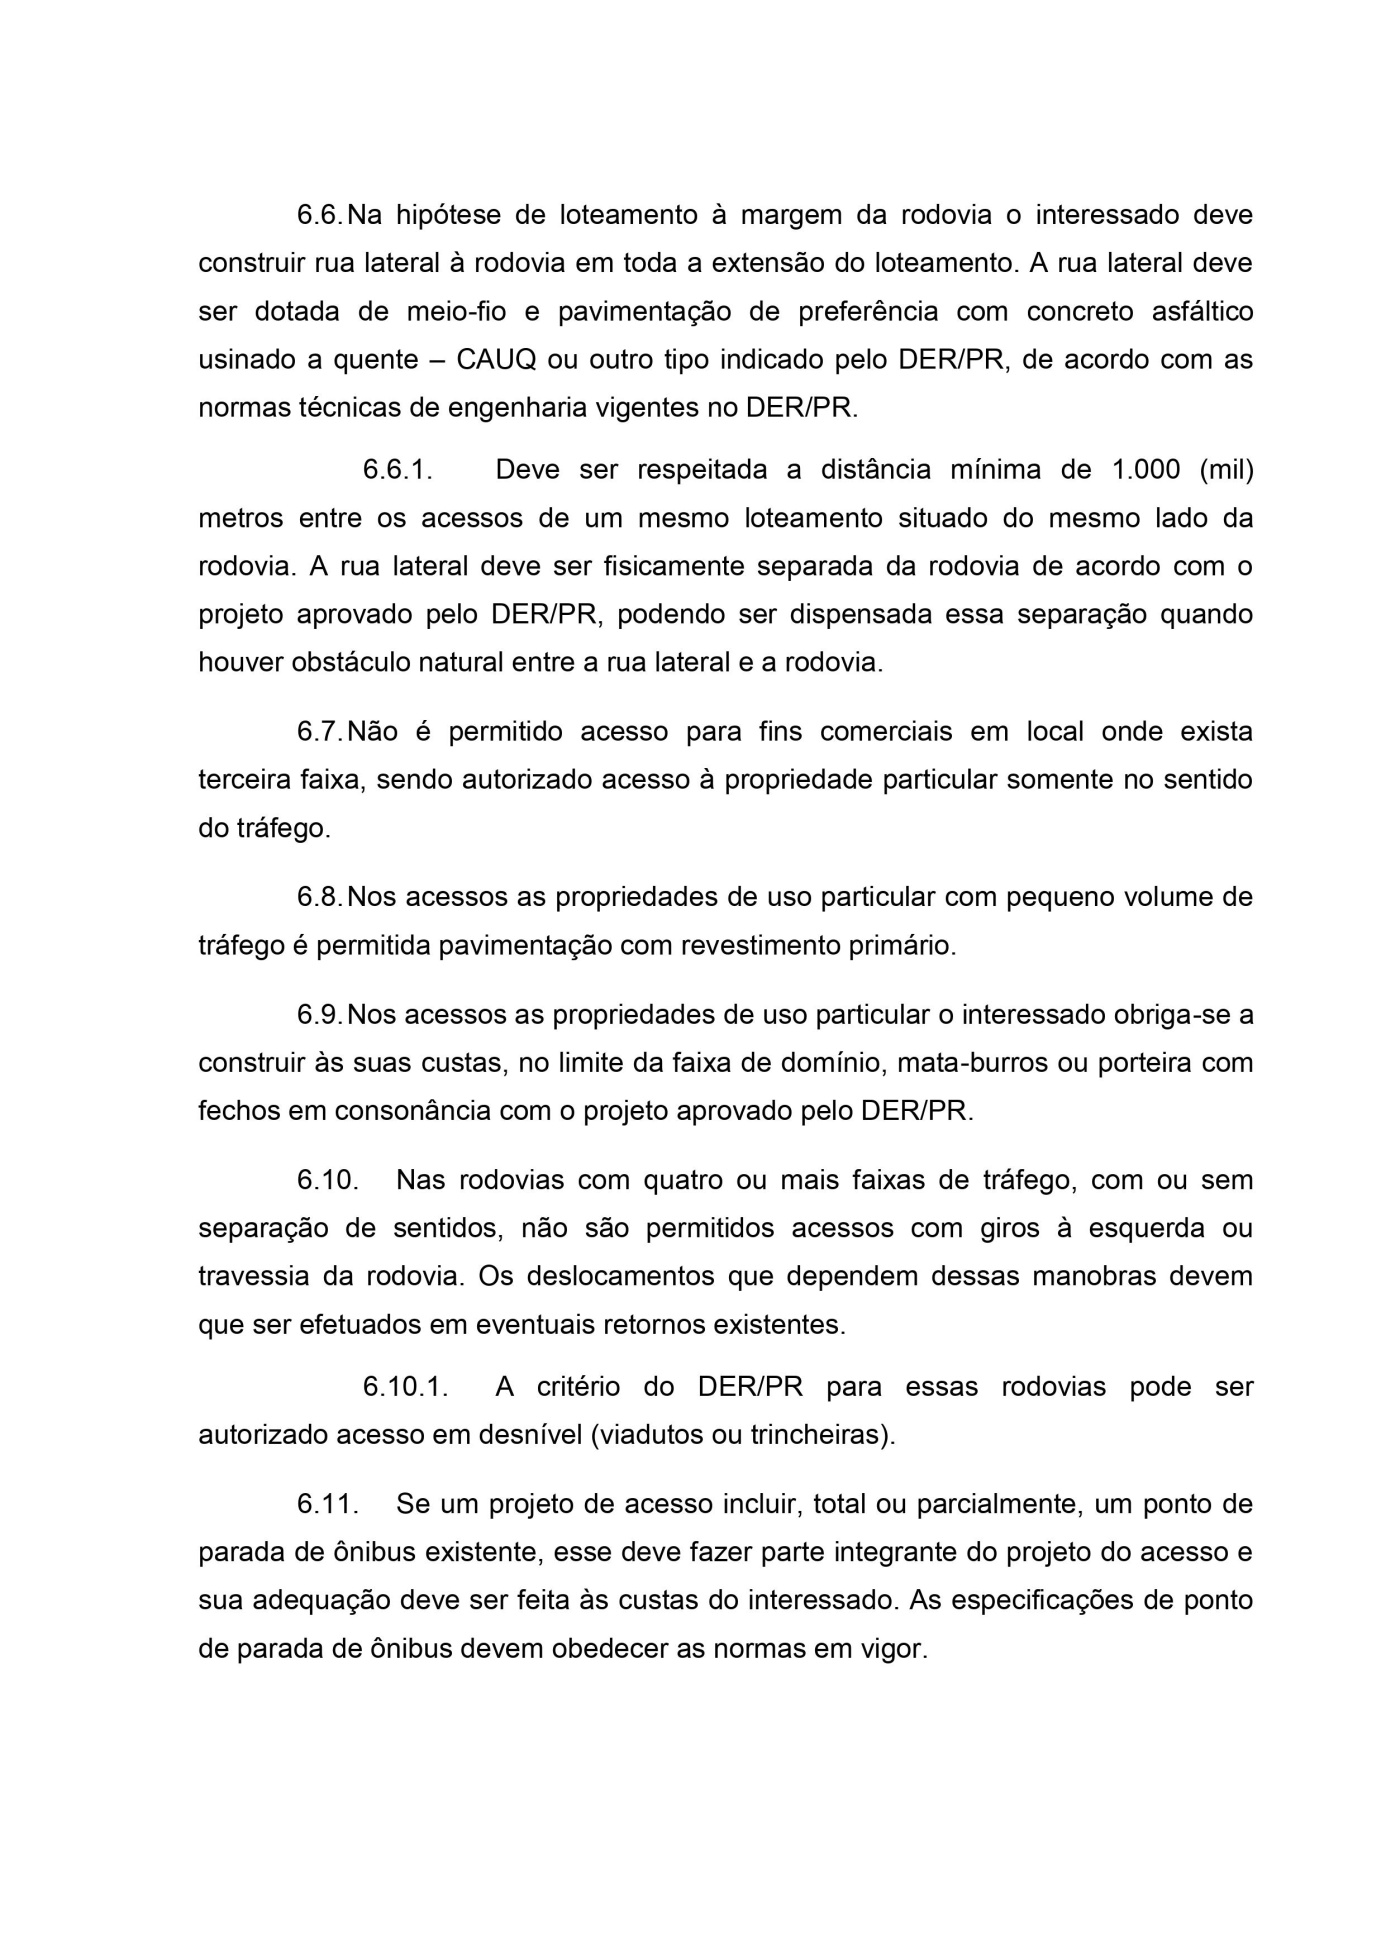 6.6. Na hipótese de loteamento à margem da rodovia o interessado deve
construir rua lateral à rodovia em toda a extensão do loteamento. A rua lateral deve
ser dotada de meio-fio e pavimentação de preferência com concreto asfáltico
usinado a quente – CAUQ ou outro tipo indicado pelo DER/PR, de acordo com as
normas técnicas de engenharia vigentes no DER/PR.
6.6.1. Deve ser respeitada a distância mínima de 1.000 (mil)
metros entre os acessos de um mesmo loteamento situado do mesmo lado da
rodovia. A rua lateral deve ser fisicamente separada da rodovia de acordo com o
projeto aprovado pelo DER/PR, podendo ser dispensada essa separação quando
houver obstáculo natural entre a rua lateral e a rodovia.
6.7. Não é permitido acesso para fins comerciais em local onde exista
terceira faixa, sendo autorizado acesso à propriedade particular somente no sentido
do tráfego.
6.8. Nos acessos as propriedades de uso particular com pequeno volume de
tráfego é permitida pavimentação com revestimento primário.
6.9. Nos acessos as propriedades de uso particular o interessado obriga-se a
construir às suas custas, no limite da faixa de domínio, mata-burros ou porteira com
fechos em consonância com o projeto aprovado pelo DER/PR.
6.10. Nas rodovias com quatro ou mais faixas de tráfego, com ou sem
separação de sentidos, não são permitidos acessos com giros à esquerda ou
travessia da rodovia. Os deslocamentos que dependem dessas manobras devem
que ser efetuados em eventuais retornos existentes.
6.10.1. A critério do DER/PR para essas rodovias pode ser
autorizado acesso em desnível (viadutos ou trincheiras).
6.11. Se um projeto de acesso incluir, total ou parcialmente, um ponto de
parada de ônibus existente, esse deve fazer parte integrante do projeto do acesso e
sua adequação deve ser feita às custas do interessado. As especificações de ponto
de parada de ônibus devem obedecer as normas em vigor.